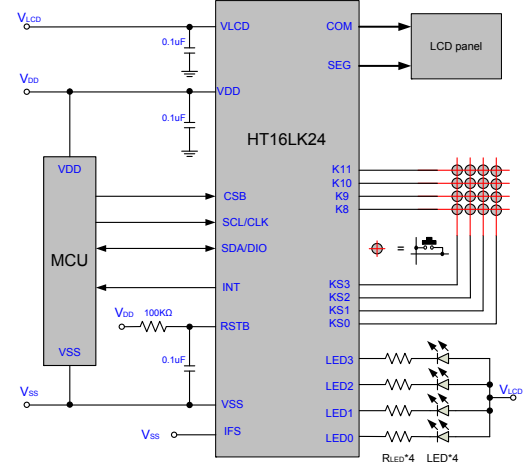 VLCD
0.1uF
VDD
0.1uF
VDD
MCU
VSS
VDD 100KΩ
0.1uF
VSS
VSS
HT16LK24
VLCD
VDD
CSB
SCL/CLK
SDA/DIO
INT
RSTB
VSS
IFS
COM
SEG
K11
K10
K9
K8
KS3
KS2
KS1
KS0
LED3
LED2
LED1
LED0
LCD panel
=
VLCD
RLED*4 LED*4